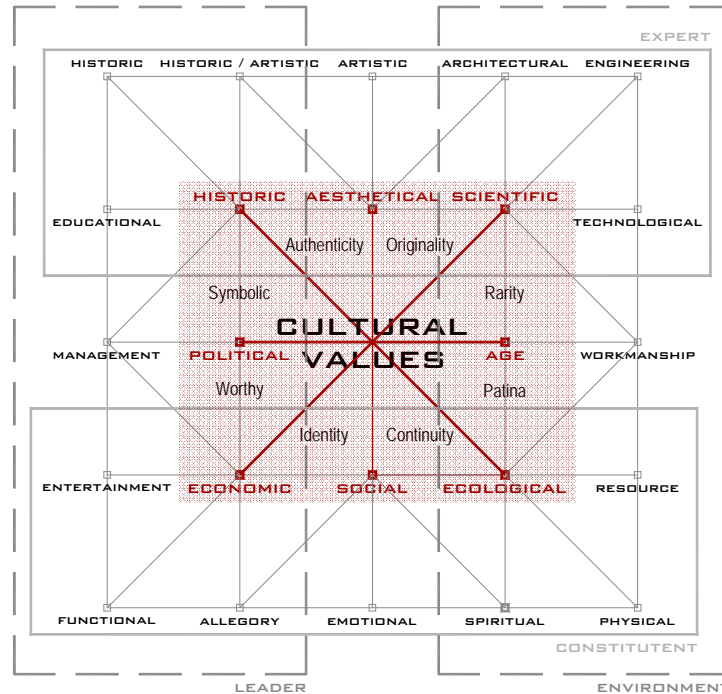 EXPERT
HISTORIC HISTORIC / ARTISTIC ARTISTIC ARCHITECTURAL ENGINEERING
HISTORIC AESTHETICAL SCIENTIFIC
EDUCATIONAL TECHNOLOGICAL
Authenticity Originality
Symbolic Rarity
CULTURAL
VALUES
MANAGEMENT POLITICAL AGE WORKMANSHIP
Worthy Patina
Identity Continuity
ENTERTAINMENT ECONOMIC SOCIAL ECOLOGICAL RESOURCE
FUNCTIONAL ALLEGORY EMOTIONAL SPIRITUAL PHYSICAL
CONSTITUTENT
LEADER ENVIRONMENT